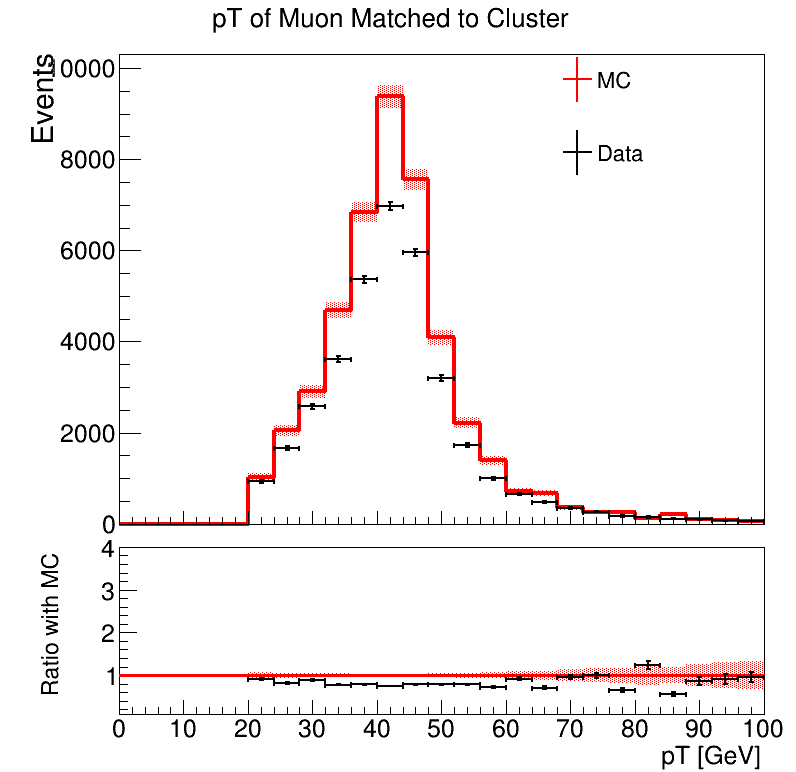 pT of Muon Matched to Cluster
Events
10000
8000
6000
4000
2000
0
MC
Data
Ratio with MC
4
3
2
1
0 10 20 30 40 50 60 70 80 90 100
pT [GeV]